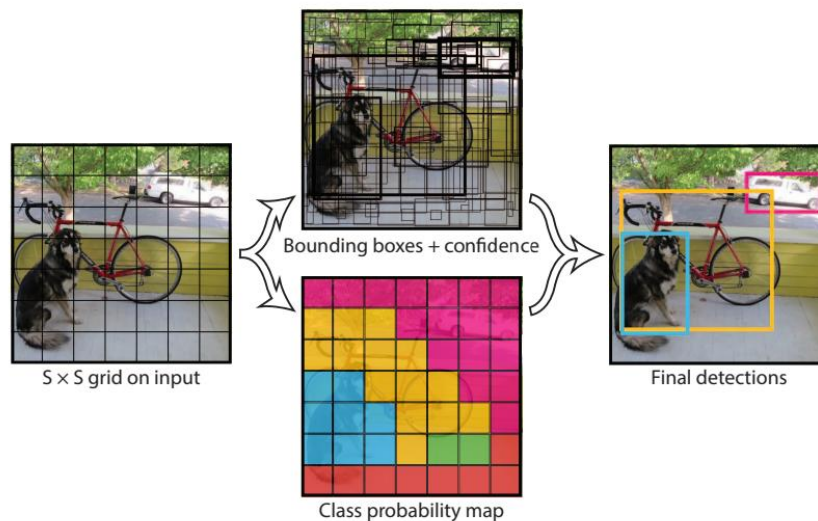 Bounding boxes + confidence
S × S grid on input
Final detections
Class probability map